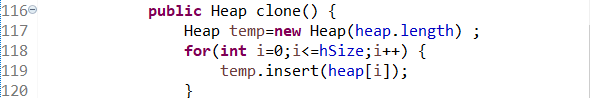 116 public Heap clone() {
117 Heap temp=new Heap(heap.length) ;
118 for(int i=0;i<=hSize;i++) {
119 temp.insert(heap[i]);
120 }